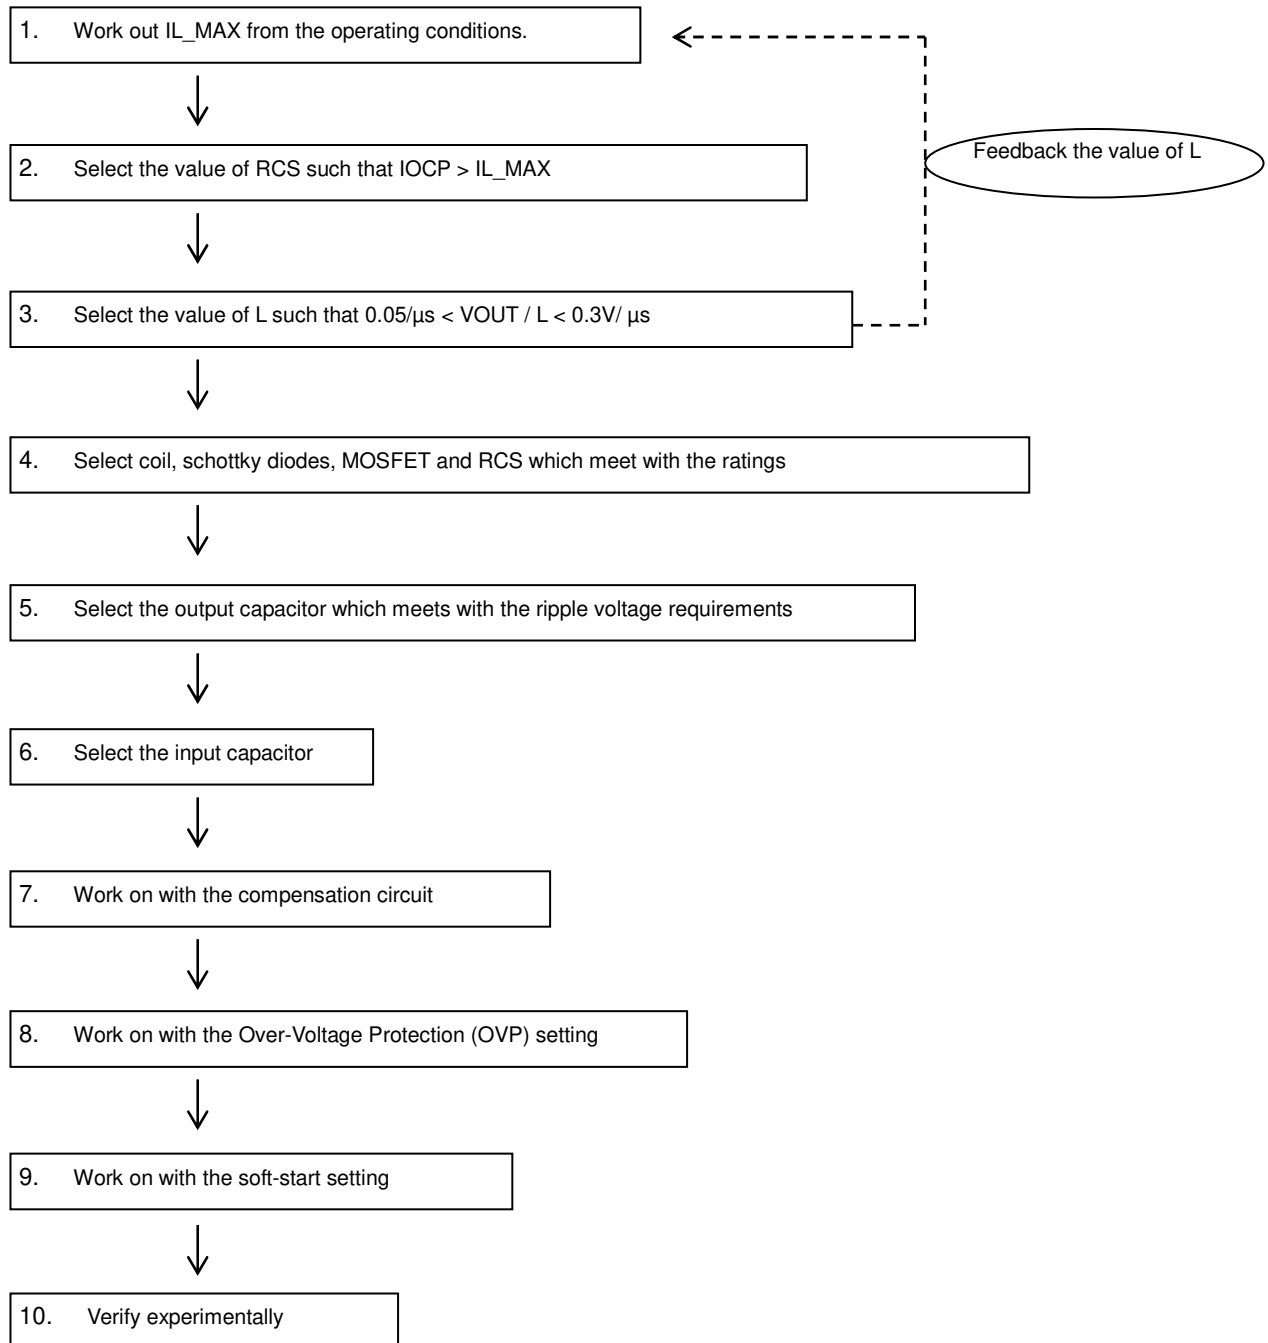 1. Work out IL_MAX from the operating conditions.
2. Select the value of RCS such that IOCP > IL_MAX
Feedback the value of L
3. Select the value of L such that 0.05/µs < VOUT / L < 0.3V/ µs
4. Select coil, schottky diodes, MOSFET and RCS which meet with the ratings
5. Select the output capacitor which meets with the ripple voltage requirements
6. Select the input capacitor
7. Work on with the compensation circuit
8. Work on with the Over-Voltage Protection (OVP) setting
9. Work on with the soft-start setting
10. Verify experimentally